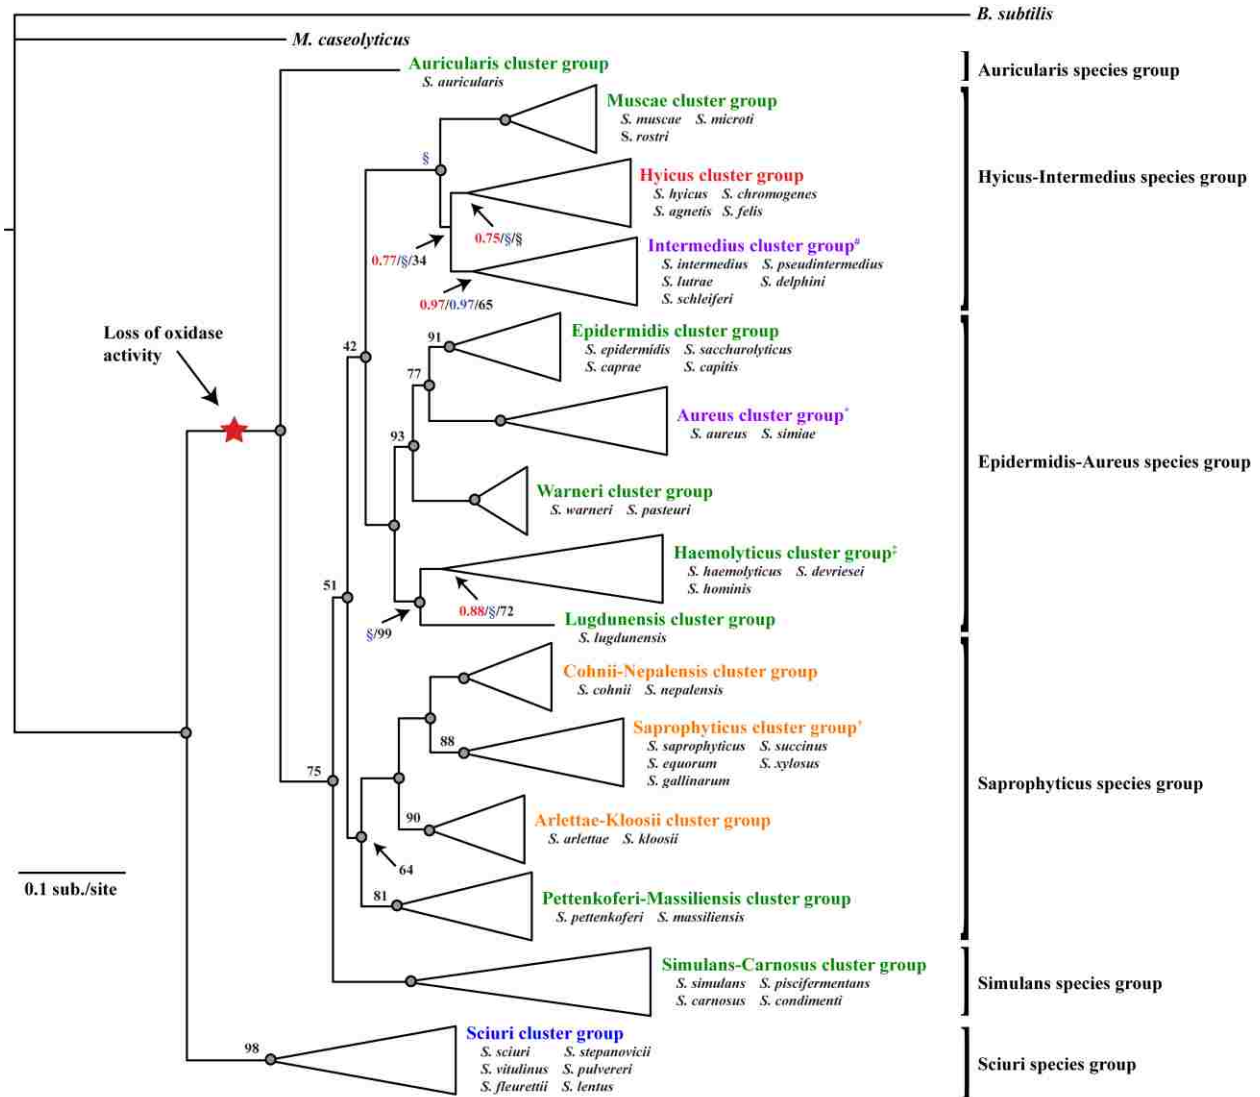 B. subtilis
M. caseolyticus
Auricularis cluster group
S. auricularis
Auricularis species group
Muscae cluster group
S. muscae S. microti
S. rostri
§
Hyicus cluster group
S. hyicus S. chromogenes
S. agnetis S. felis
Hyicus-Intermedius species group
0.75/§/§
0.77/§/34
Intermedius cluster group#
S. intermedius S. pseudintermedius
S. lutrae S. delphini
S. schleiferi
0.97/0.97/65
Loss of oxidase
activity
42
91
Epidermidis cluster group
S. epidermidis S. saccharolyticus
S. caprae S. capitis
77
Aureus cluster group*
S. aureus S. simiae
93
Epidermidis-Aureus species group
Warneri cluster group
S. warneri S. pasteuri
Haemolyticus cluster group‡
S. haemolyticus S. devriesei
S. hominis
51
0.88/§/72
§/99
Lugdunensis cluster group
S. lugdunensis
Cohnii-Nepalensis cluster group
S. cohnii S. nepalensis
Saprophyticus cluster group†
88
S. saprophyticus S. succinus
S. equorum S. xylosus
S. gallinarum
75
Saprophyticus species group
90
Arlettae-Kloosii cluster group
S. arlettae S. kloosii
64
0.1 sub./site
81
Pettenkoferi-Massiliensis cluster group
S. pettenkoferi S. massiliensis
Simulans-Carnosus cluster group
S. simulans S. piscifermentans
S. carnosus S. condimenti
Simulans species group
98
Sciuri cluster group
S. sciuri S. stepanovicii
S. vitulinus S. pulvereri
S. fleurettii S. lentus
Sciuri species group